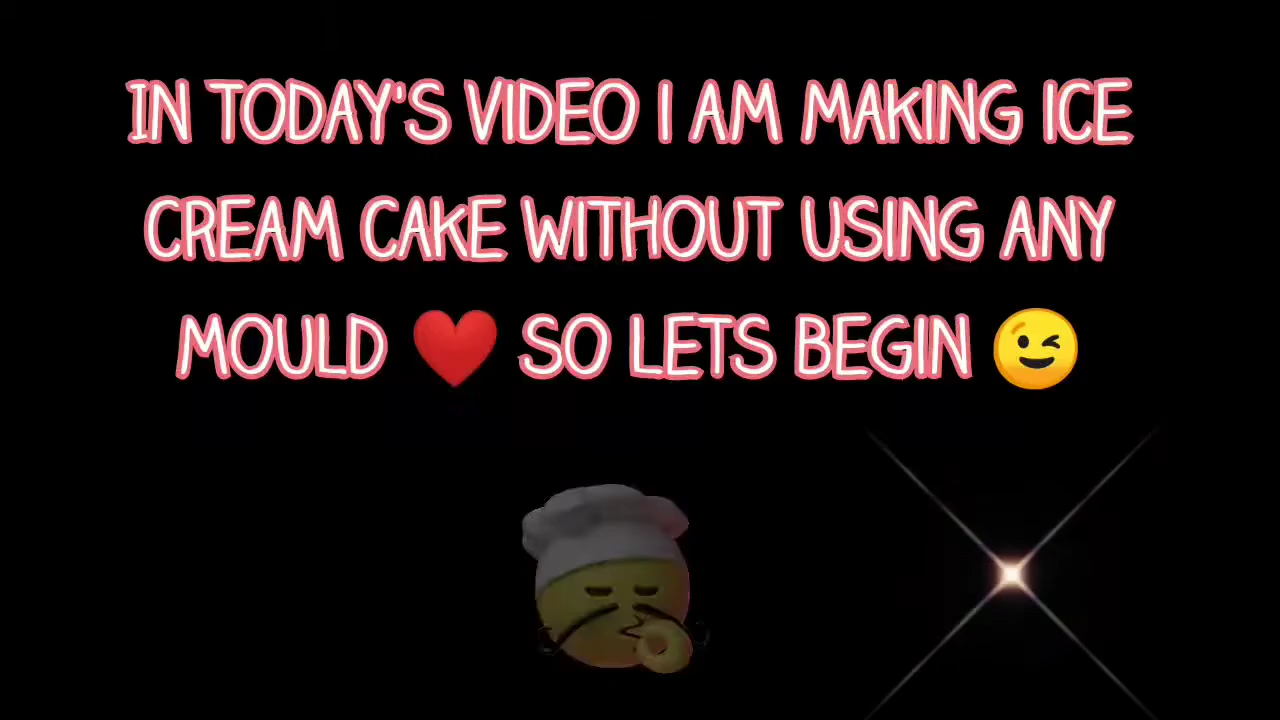 IN TODAY'S VIDEO I AM MAKING ICE
CREAM CAKE WITHOUT USING ANY
MOULD ❤️ SO LETS BEGIN 😉